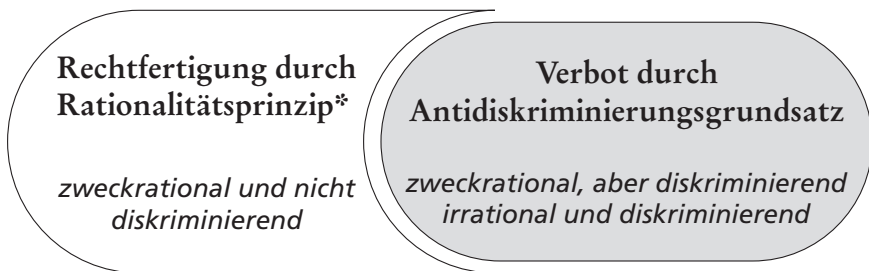 Rechtfertigung durch
Rationalitätsprinzip*
zweckrational und nicht
diskriminierend
Verbot durch
Antidiskriminierungsgrundsatz
zweckrational, aber diskriminierend
irrational und diskriminierend